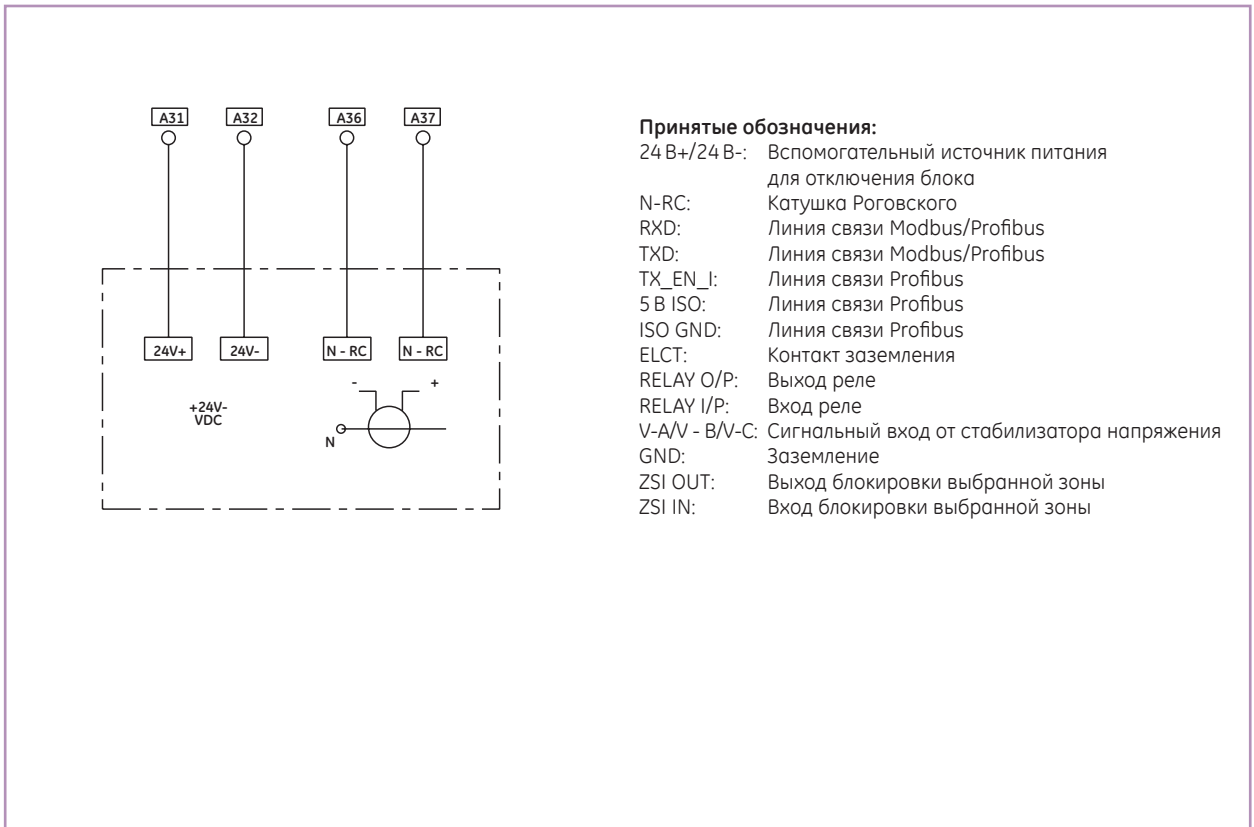 A31 A32 A36 A37
24V+ 24V- N - RC N - RC
- +
+24V-
VDC
N
Принятые обозначения:
24 В+/24 В-: Вспомогательный источник питания
для отключения блока
N-RC: Катушка Роговского
RXD: Линия связи Modbus/Profibus
TXD: Линия связи Modbus/Profibus
TX_EN_I: Линия связи Profibus
5 В ISO: Линия связи Profibus
ISO GND: Линия связи Profibus
ELCT: Контакт заземления
RELAY O/P: Выход реле
RELAY I/P: Вход реле
V-A/V - B/V-C: Сигнальный вход от стабилизатора напряжения
GND: Заземление
ZSI OUT: Выход блокировки выбранной зоны
ZSI IN: Вход блокировки выбранной зоны